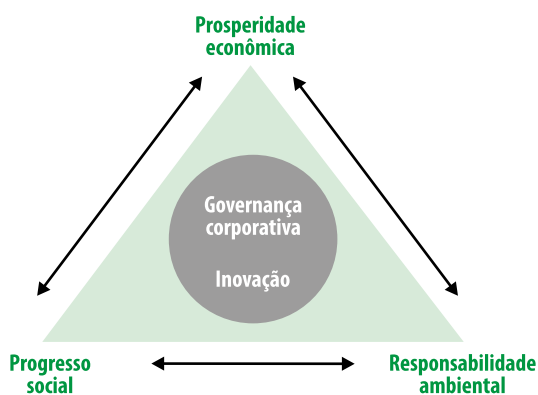 Prosperidade
econômica
Governança
corporativa
Inovação
Progresso
social
Responsabilidade
ambiental